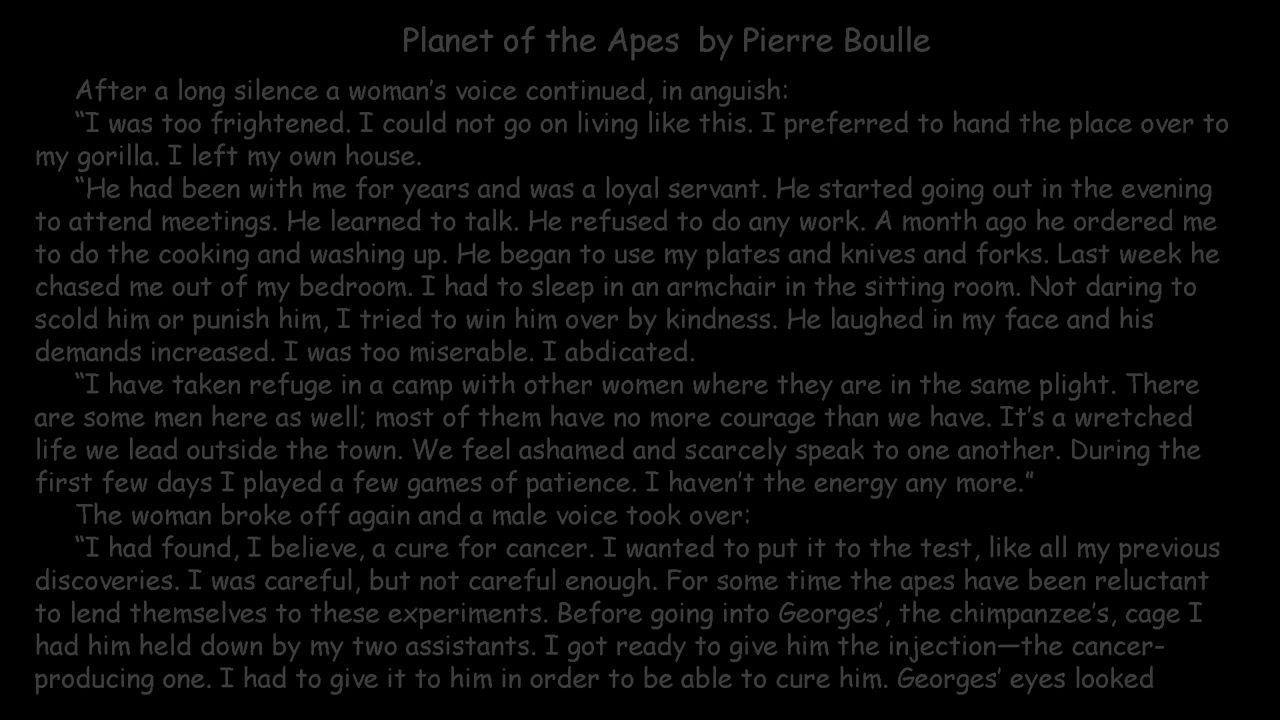 Planet of the Apes  by Pierre Boulle
After a long silence a woman’s voice continued, in anguish:
“I was too frightened. I could not go on living like this. I preferred to hand the place over to
my gorilla. I left my own house.
“He had been with me for years and was a loyal servant. He started going out in the evening
to attend meetings. He learned to talk. He refused to do any work. A month ago he ordered me
to do the cooking and washing up. He began to use my plates and knives and forks. Last week he
chased me out of my bedroom. I had to sleep in an armchair in the sitting room. Not daring to
scold him or punish him, I tried to win him over by kindness. He laughed in my face and his
demands increased. I was too miserable. I abdicated.
“I have taken refuge in a camp with other women where they are in the same plight. There
are some men here as well; most of them have no more courage than we have. It’s a wretched
life we lead outside the town. We feel ashamed and scarcely speak to one another. During the
first few days I played a few games of patience. I haven’t the energy any more.”
The woman broke off again and a male voice took over:
“I had found, I believe, a cure for cancer. I wanted to put it to the test, like all my previous
discoveries. I was careful, but not careful enough. For some time the apes have been reluctant
to lend themselves to these experiments. Before going into Georges’, the chimpanzee’s, cage I
had him held down by my two assistants. I got ready to give him the injection—the cancer-
producing one. I had to give it to him in order to be able to cure him. Georges’ eyes looked